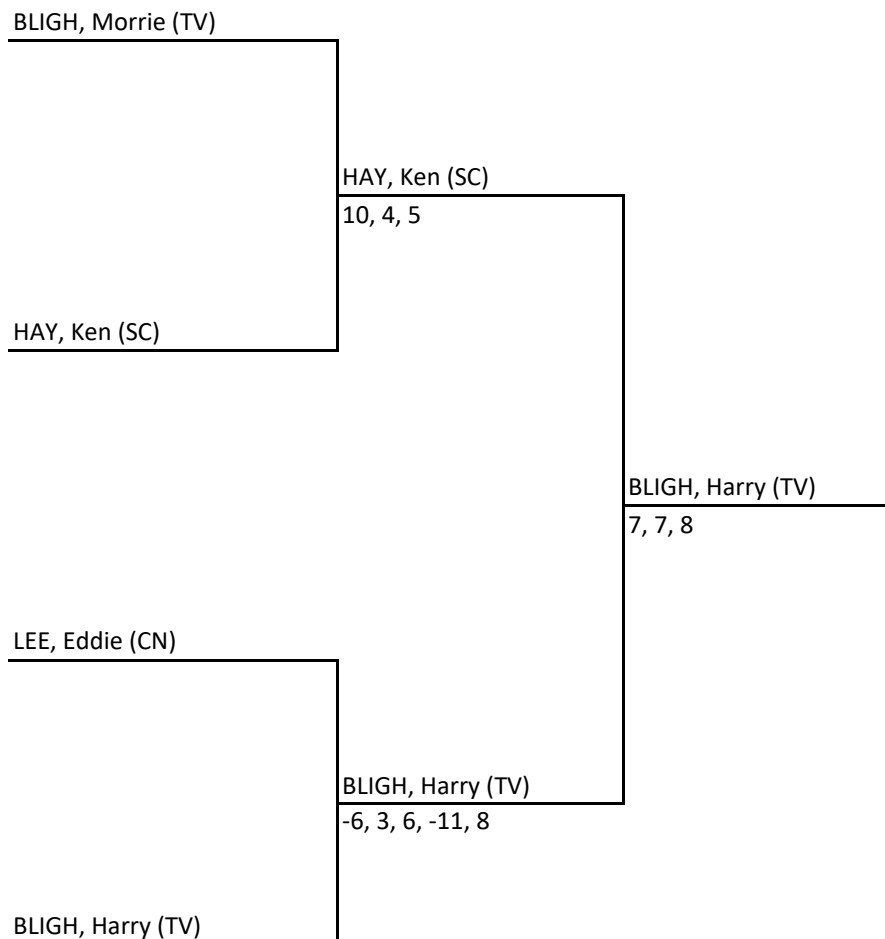 BLIGH, Morrie (TV)
HAY, Ken (SC)
10, 4, 5
HAY, Ken (SC)
BLIGH, Harry (TV)
7, 7, 8
LEE, Eddie (CN)
BLIGH, Harry (TV)
-6, 3, 6, -11, 8
BLIGH, Harry (TV)